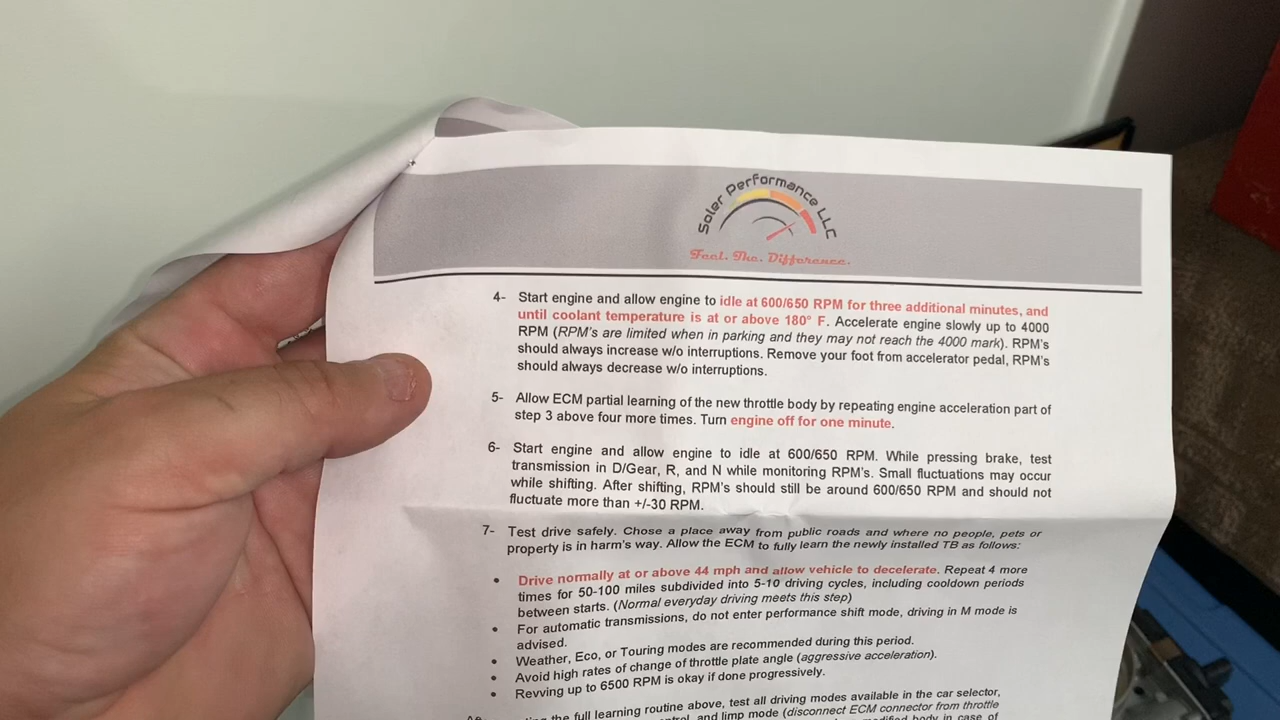 Soler Performance LLC
Feel. The. Difference.
4- Start engine and allow engine to idle at 600/650 RPM for three additional minutes, and
until coolant temperature is at or above 180° F. Accelerate engine slowly up to 4000
RPM (RPM's are limited when in parking and they may not reach the 4000 mark). RPM's
should always increase w/o interruptions. Remove your foot from accelerator pedal, RPM's
should always decrease w/o interruptions.
5- Allow ECM partial learning of the new throttle body by repeating engine acceleration part of
step 3 above four more times. Turn engine off for one minute.
6- Start engine and allow engine to idle at 600/650 RPM. While pressing brake, test
transmission in D/Gear, R, and N while monitoring RPM's. Small fluctuations may occur
while shifting. After shifting, RPM's should still be around 600/650 RPM and should not
fluctuate more than +/-30 RPM.
7- Test drive safely. Chose a place away from public roads and where no people, pets or
property is in harm's way. Allow the ECM to fully learn the newly installed TB as follows:
• Drive normally at or above 44 mph and allow vehicle to decelerate. Repeat 4 more
times for 50-100 miles subdivided into 5-10 driving cycles, including cooldown periods
between starts. (Normal everyday driving meets this step)
• For automatic transmissions, do not enter performance shift mode, driving in M mode is
advised.
• Weather, Eco, or Touring modes are recommended during this period.
• Avoid high rates of change of throttle plate angle (aggressive acceleration).
• Revving up to 6500 RPM is okay if done progressively.
the full learning routine above, test all driving modes available in the car selector,
and limp mode (disconnect ECM connector from throttle
body in case of